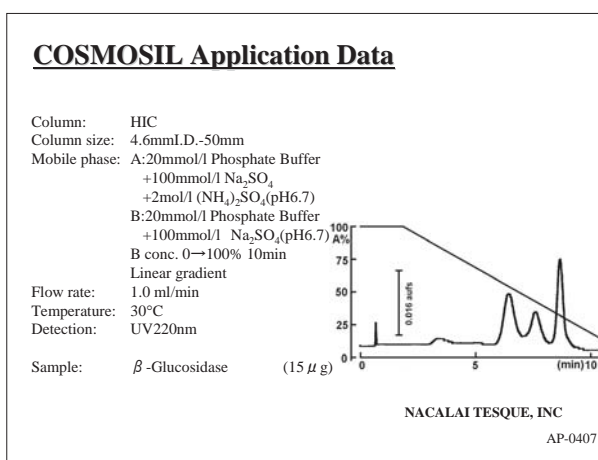 COSMOSIL Application Data
Column: HIC
Column size: 4.6mmI.D.-50mm
Mobile phase: A:20mmol/l Phosphate Buffer
+100mmol/l Na₂SO₄
+2mol/l (NH₄)₂SO₄(pH6.7)
B:20mmol/l Phosphate Buffer
+100mmol/l Na₂SO₄(pH6.7)
B conc. 0→100% 10min
Linear gradient
Flow rate: 1.0 ml/min
Temperature: 30°C
Detection: UV220nm
Sample: β-Glucosidase (15μg)
100
A%
75
50
25
0
0.016 aufs
0 5 (min)10
NACALAI TESQUE, INC
AP-0407